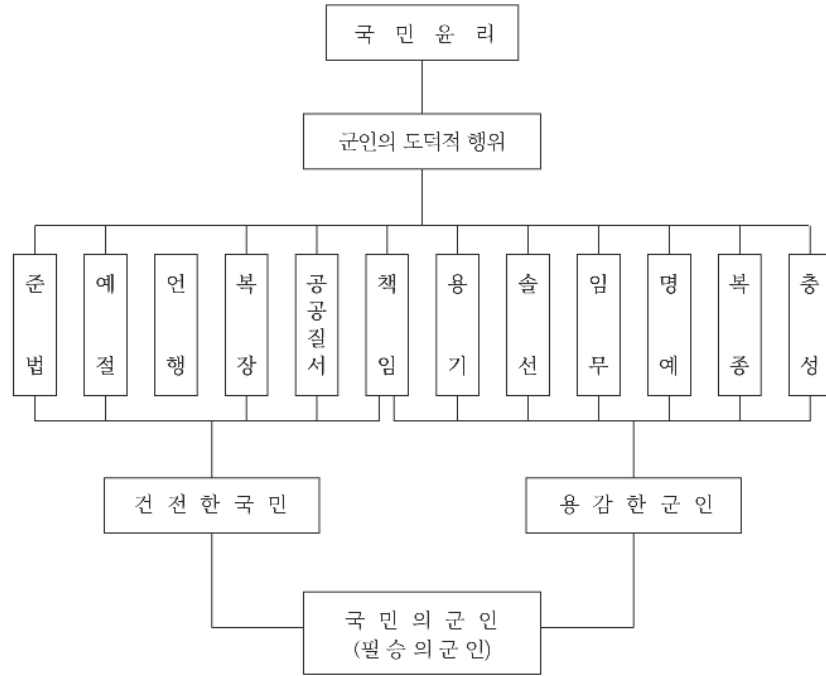 국민윤리
군인의 도덕적 행위
준법
예절
언행
복장
공공질서
책임
용기
솔선
임무
명예
복종
충성
건전한국민
용감한군인
국민의군인
(필승의군인)